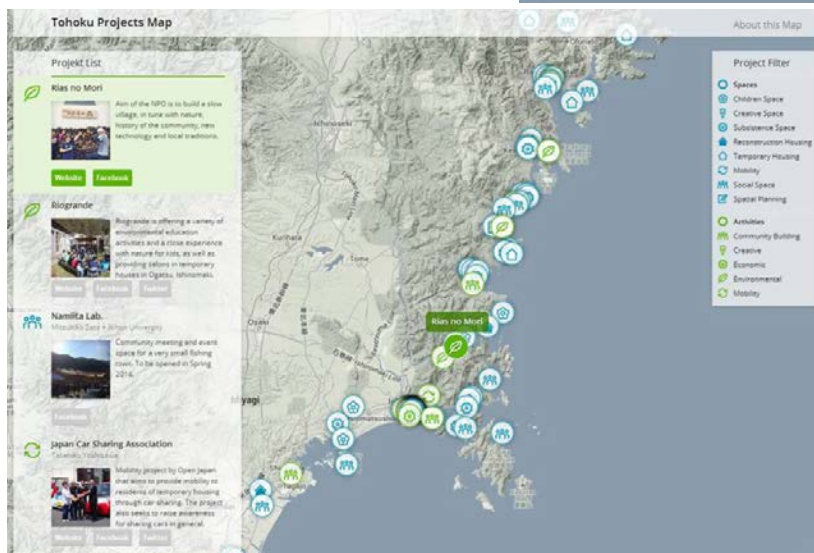 Tohoku Projects Map
About this Map
Projekt List
Rias no Mori
Aim of the NPO is to build a slow
village, in tune with nature,
history of the community, new
technology and local traditions.
Website Facebook
Riogrande
Riogrande is offering a variety of
environmental education
activities and a close experience
with nature for kids, as well as
providing salons in temporary
houses in Ogatsu, Ishinomaki.
Website Facebook Twitter
Namiita Lab.
Community meeting and event
space for a very small fishing
town. To be opened in Spring
2014.
Facebook
Japan Car Sharing Association
Mobility project by Open Japan
that aims to provide mobility to
residents of temporary housing
through car sharing. The project
also seeks to raise awareness
for sharing cars in general.
Website Facebook Twitter
Ichinoseki
Kurihara
Tome
Osaki
Rias no Mori
Project Filter
Spaces
Children Space
Creative Space
Subsistence Space
Reconstruction Housing
Temporary Housing
Mobility
Social Space
Spatial Planning
Activities
Community Building
Creative
Economic
Environmental
Mobility